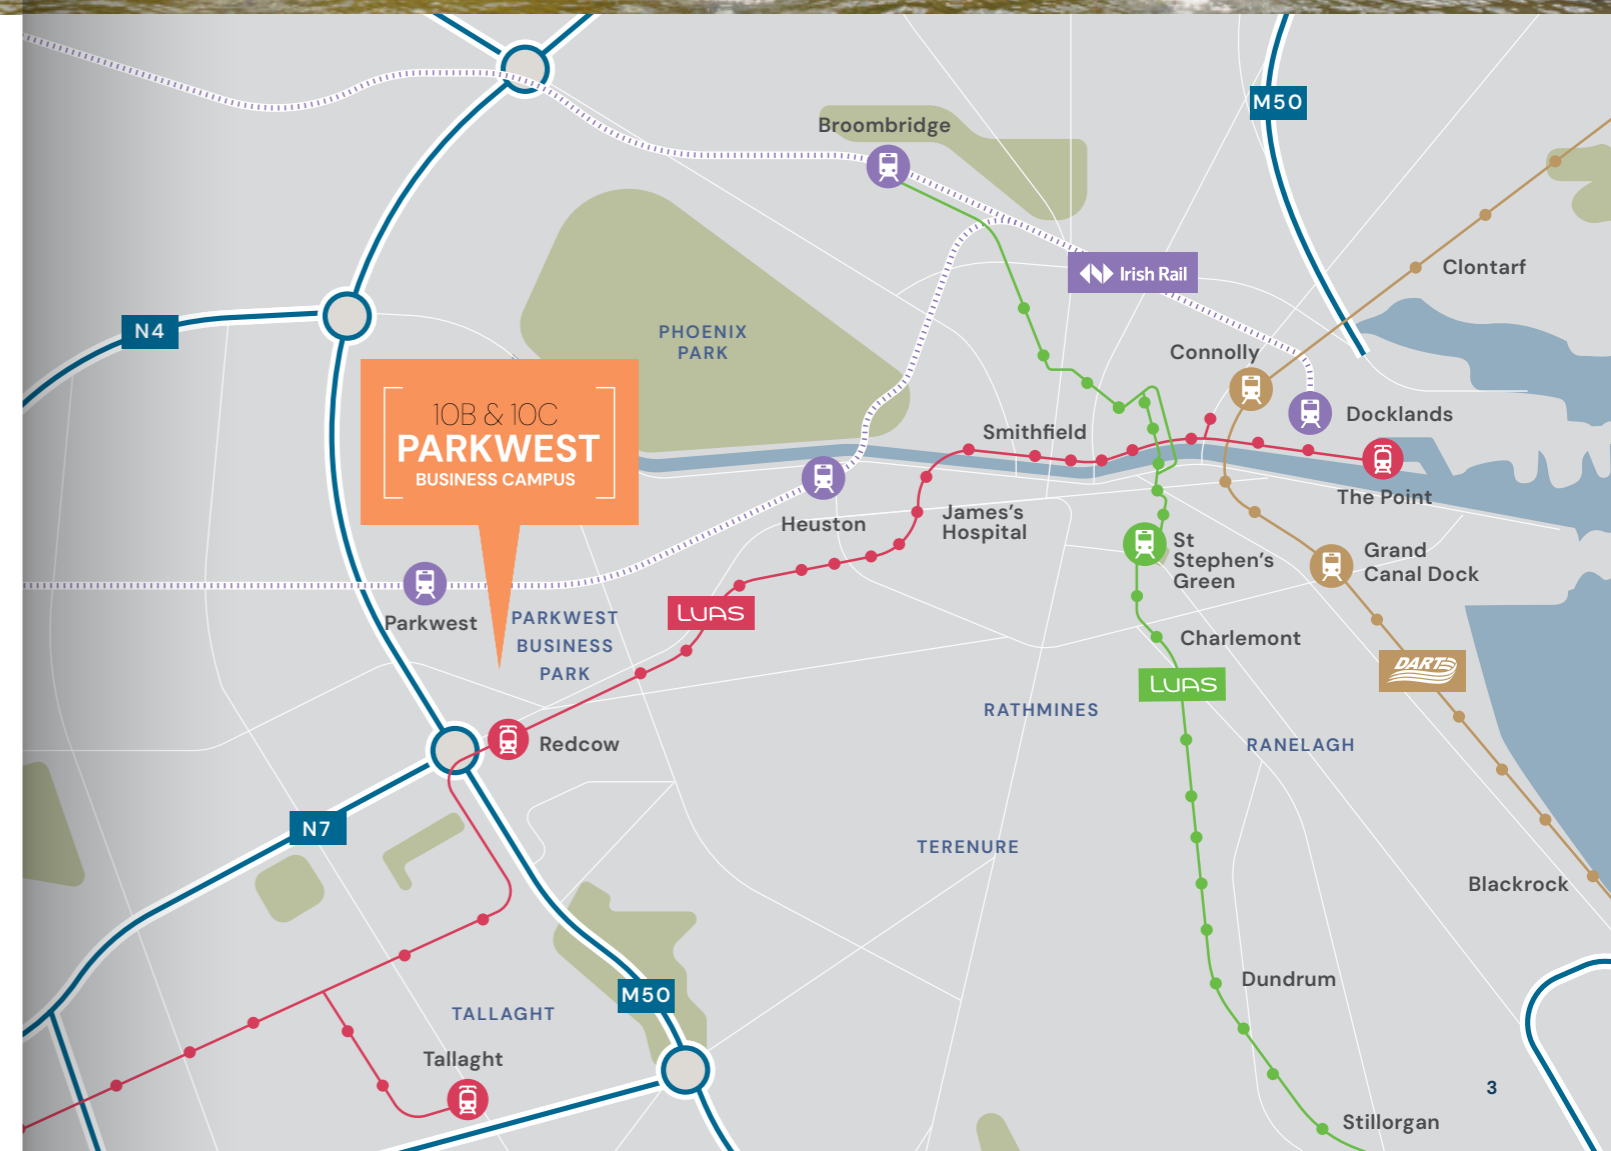 M50
Broombridge
Clontarf
Irish Rail
N4
PHOENIX
PARK
Connolly
10B & 10C
PARKWEST
BUSINESS CAMPUS
Docklands
Smithfield
The Point
Heuston
James's
Hospital
St
Stephen's
Green
Grand
Canal Dock
Parkwest
PARKWEST
BUSINESS
PARK
LUAS
Charlemont
DART
LUAS
RATHMINES
RANELAGH
Redcow
N7
TERENURE
Blackrock
Dundrum
M50
TALLAGHT
Tallaght
3
Stillorgan